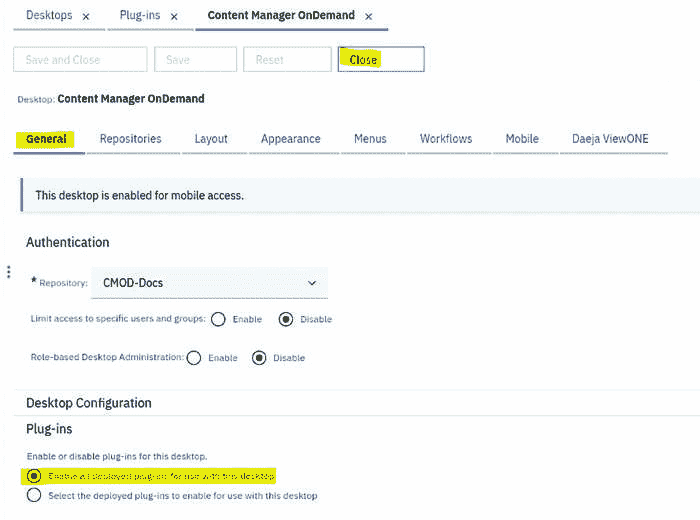 Desktops × Plug-ins × Content Manager OnDemand ×
Save and Close Save Reset Close
Desktop: Content Manager OnDemand
General Repositories Layout Appearance Menus Workflows Mobile Daeja ViewONE
This desktop is enabled for mobile access.
Authentication
* Repository: CMOD-Docs
Limit access to specific users and groups: Enable Disable
Role-based Desktop Administration: Enable Disable
Desktop Configuration
Plug-ins
Enable or disable plug-ins for this desktop.
Enable all deployed plug-ins for use with this desktop
Select the deployed plug-ins to enable for use with this desktop